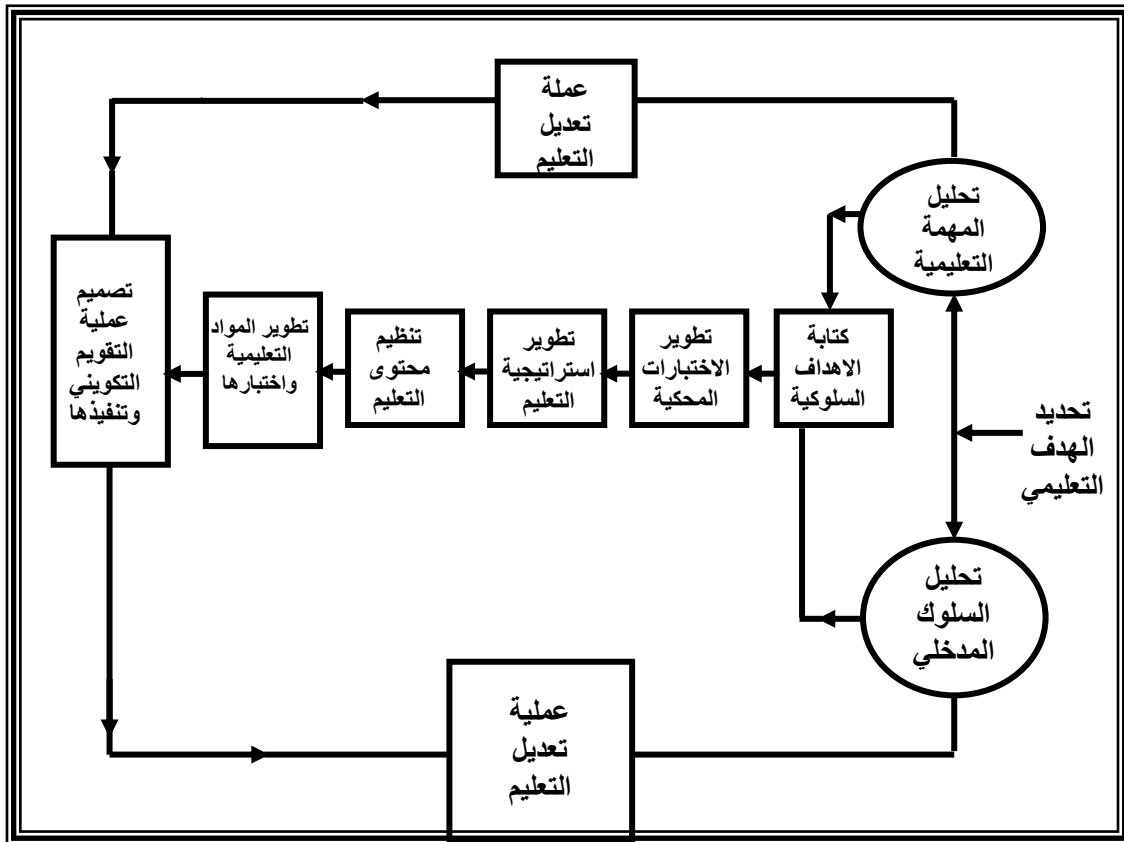 عملة
تعديل
التعليم
تحليل
المهمة
التعليمية
تحديد
الهدف
التعليمي
كتابة
الاهداف
السلوكية
تطوير
الاختبارات
المحكية
تطوير
استراتيجية
التعليم
تنظيم
محتوى
التعليم
تطوير المواد
التعليمية
واختبارها
تصميم
عملية
التقويم
التكويني
وتنفيذها
تحليل
السلوك
المدخلي
عملية
تعديل
التعليم